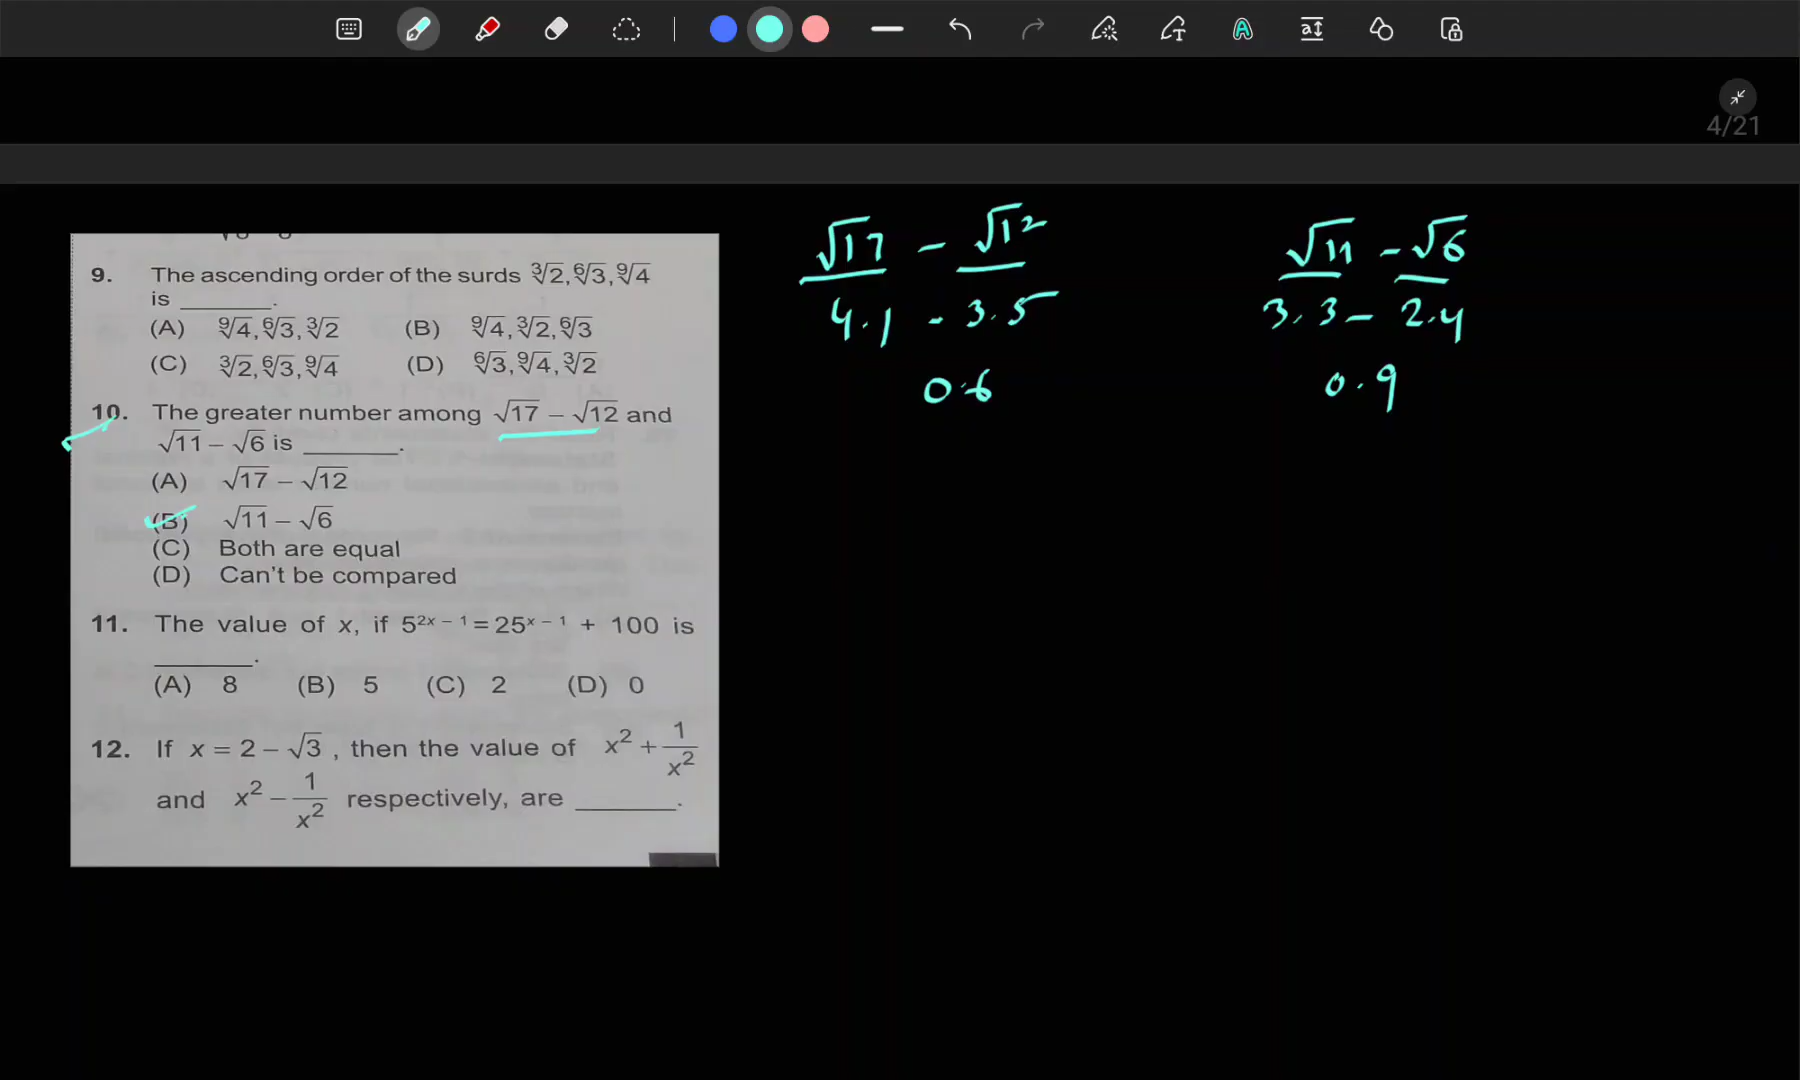 4/21
√17 - √12
√11 - √6
4.1 - 3.5
3.3 - 2.4
0.6
0.9
9. The ascending order of the surds ∛2, ⁶√3, ⁹√4
is ______.
(A) ⁹√4, ⁶√3, ∛2 (B) ⁹√4, ∛2, ⁶√3
(C) ∛2, ⁶√3, ⁹√4 (D) ⁶√3, ⁹√4, ∛2
10. The greater number among √17 – √12 and
√11 – √6 is ______.
(A) √17 – √12
(B) √11 – √6
(C) Both are equal
(D) Can't be compared
11. The value of x, if 5²ˣ ⁻ ¹ = 25ˣ ⁻ ¹ + 100 is
______.
(A) 8 (B) 5 (C) 2 (D) 0
12. If x = 2 – √3 , then the value of x² + 1/x²
and x² – 1/x² respectively, are ______.